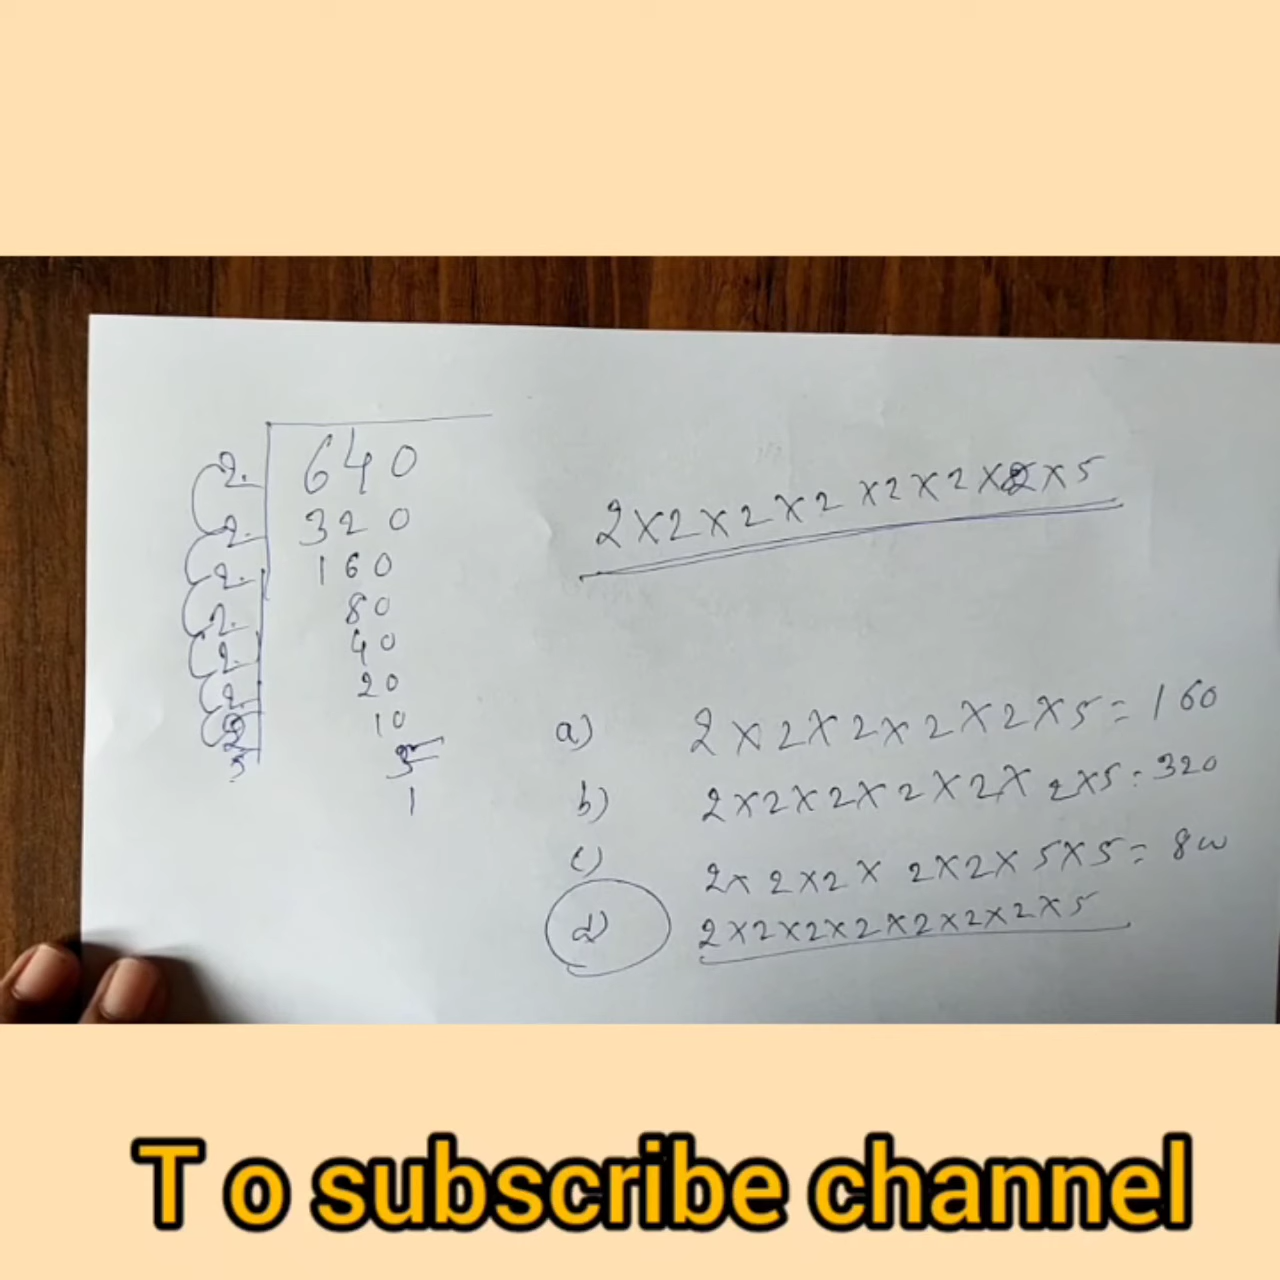 2. 640
2. 320
2. 160
2. 80
2. 40
2. 20
2 10
5
1
2×2×2×2×2×2×2×5
a) 2×2×2×2×2×5=160
b) 2×2×2×2×2×2×5=320
c) 2×2×2×2×2×5×5=800
d) 2×2×2×2×2×2×2×5
T o subscribe channel